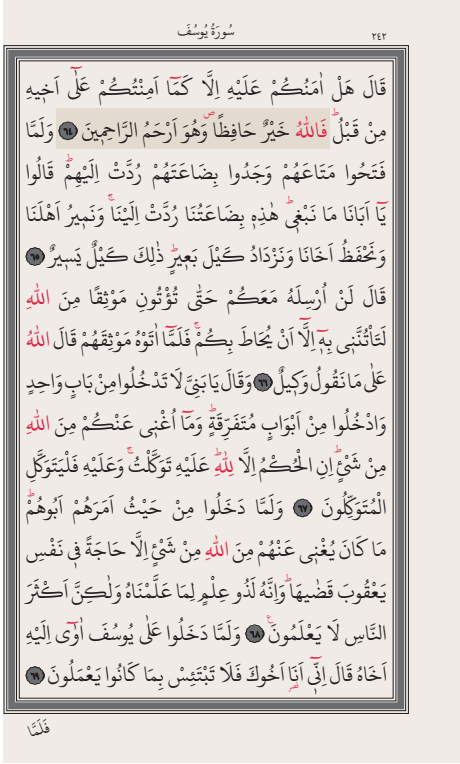 سُورَةُ يُوسُفَ
٢٤٢
قَالَ هَلْ اٰمَنُكُمْ عَلَيْهِ اِلَّا كَمَٓا اَمِنْتُكُمْ عَلٰٓى اَخٖيهِ
مِنْ قَبْلُؕ فَاللّٰهُ خَيْرٌ حَافِظًاࣕ وَهُوَ اَرْحَمُ الرَّاحِمٖينَ ﴿٦٤﴾ وَلَمَّا
فَتَحُوا مَتَاعَهُمْ وَجَدُوا بِضَاعَتَهُمْ رُدَّتْ اِلَيْهِمْؕ قَالُوا
يَٓا اَبَانَا مَا نَبْغٖىؕ هٰذِهٖ بِضَاعَتُنَا رُدَّتْ اِلَيْنَاۚ وَنَمٖيرُ اَهْلَنَا
وَنَحْفَظُ اَخَانَا وَنَزْدَادُ كَيْلَ بَعٖيرٍؕ ذٰلِكَ كَيْلٌ يَسٖيرٌ ﴿٦٥﴾
قَالَ لَنْ اُرْسِلَهُ مَعَكُمْ حَتّٰى تُؤْتُونِ مَوْثِقًا مِنَ اللّٰهِ
لَتَأْتُنَّنٖى بِهٖٓ اِلَّٓا اَنْ يُحَاطَ بِكُمْۚ فَلَمَّٓا اٰتَوْهُ مَوْثِقَهُمْ قَالَ اللّٰهُ
عَلٰى مَا نَقُولُ وَكٖيلٌ ﴿٦٦﴾ وَقَالَ يَا بَنِىَّ لَا تَدْخُلُوا مِنْ بَابٍ وَاحِدٍ
وَادْخُلُوا مِنْ اَبْوَابٍ مُتَفَرِّقَةٍؕ وَمَٓا اُغْنٖى عَنْكُمْ مِنَ اللّٰهِ
مِنْ شَىْءٍؕ اِنِ الْحُكْمُ اِلَّا لِلّٰهِؕ عَلَيْهِ تَوَكَّلْتُۚ وَعَلَيْهِ فَلْيَتَوَكَّلِ
الْمُتَوَكِّلُونَ ﴿٦٧﴾ وَلَمَّا دَخَلُوا مِنْ حَيْثُ اَمَرَهُمْ اَبُوهُمْؕ
مَا كَانَ يُغْنٖى عَنْهُمْ مِنَ اللّٰهِ مِنْ شَىْءٍ اِلَّا حَاجَةً فٖى نَفْسِ
يَعْقُوبَ قَضٰيهَاؕ وَاِنَّهُ لَذُو عِلْمٍ لِمَا عَلَّمْنَاهُ وَلٰكِنَّ اَكْثَرَ
النَّاسِ لَا يَعْلَمُونَࣖ ﴿٦٨﴾ وَلَمَّا دَخَلُوا عَلٰى يُوسُفَ اٰوٰٓى اِلَيْهِ
اَخَاهُ قَالَ اِنّٖٓى اَنَا۬ اَخُوكَ فَلَا تَبْتَئِسْ بِمَا كَانُوا يَعْمَلُونَ ﴿٦٩﴾
فَلَمَّا